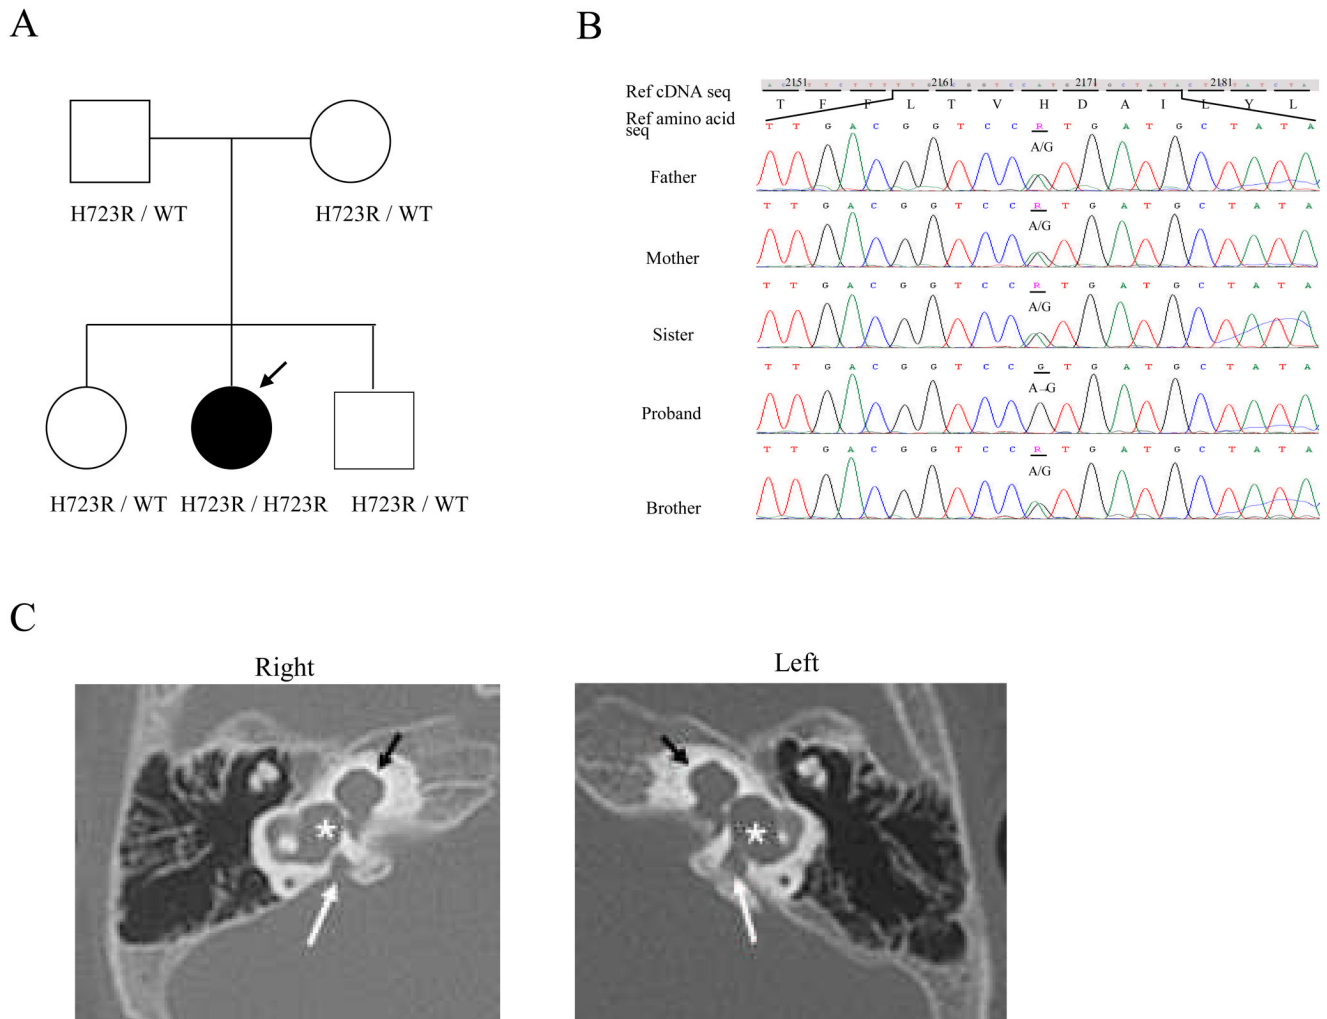 A
H723R / WT
H723R / WT
H723R / WT
H723R / H723R
H723R / WT
B
Ref cDNA seq
2151 2161 2171 2181
T F F L T V H D A I L Y L
Ref amino acid
seq
T T G A C G G T C C R T G A T G C T A T A
A/G
Father
T T G A C G G T C C R T G A T G C T A T A
A/G
Mother
T T G A C G G T C C R T G A T G C T A T A
A/G
Sister
T T G A C G G T C C G T G A T G C T A T A
A→G
Proband
T T G A C G G T C C R T G A T G C T A T A
A/G
Brother
C
Right
Left
*
*